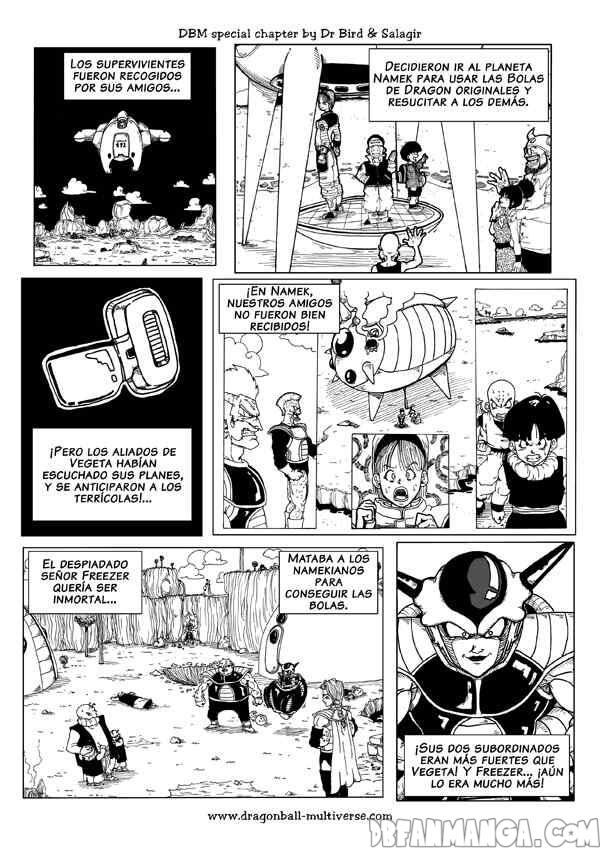 DBM special chapter by Dr Bird & Salagir
LOS SUPERVIVIENTES
FUERON RECOGIDOS
POR SUS AMIGOS...
DECIDIERON IR AL PLANETA
NAMEK PARA USAR LAS BOLAS
DE DRAGON ORIGINALES Y
RESUCITAR A LOS DEMÁS.
¡EN NAMEK,
NUESTROS AMIGOS
NO FUERON BIEN
RECIBIDOS!
¡PERO LOS ALIADOS DE
VEGETA HABÍAN
ESCUCHADO SUS PLANES,
Y SE ANTICIPARON A LOS
TERRÍCOLAS!...
EL DESPIADADO
SEÑOR FREEZER
QUERÍA SER
INMORTAL...
MATABA A LOS
NAMEKIANOS
PARA
CONSEGUIR LAS
BOLAS.
¡SUS DOS SUBORDINADOS
ERAN MÁS FUERTES QUE
VEGETA! Y FREEZER... ¡AÚN
LO ERA MUCHO MÁS!
www.dragonball-multiverse.com
DBFANMANGA.COM